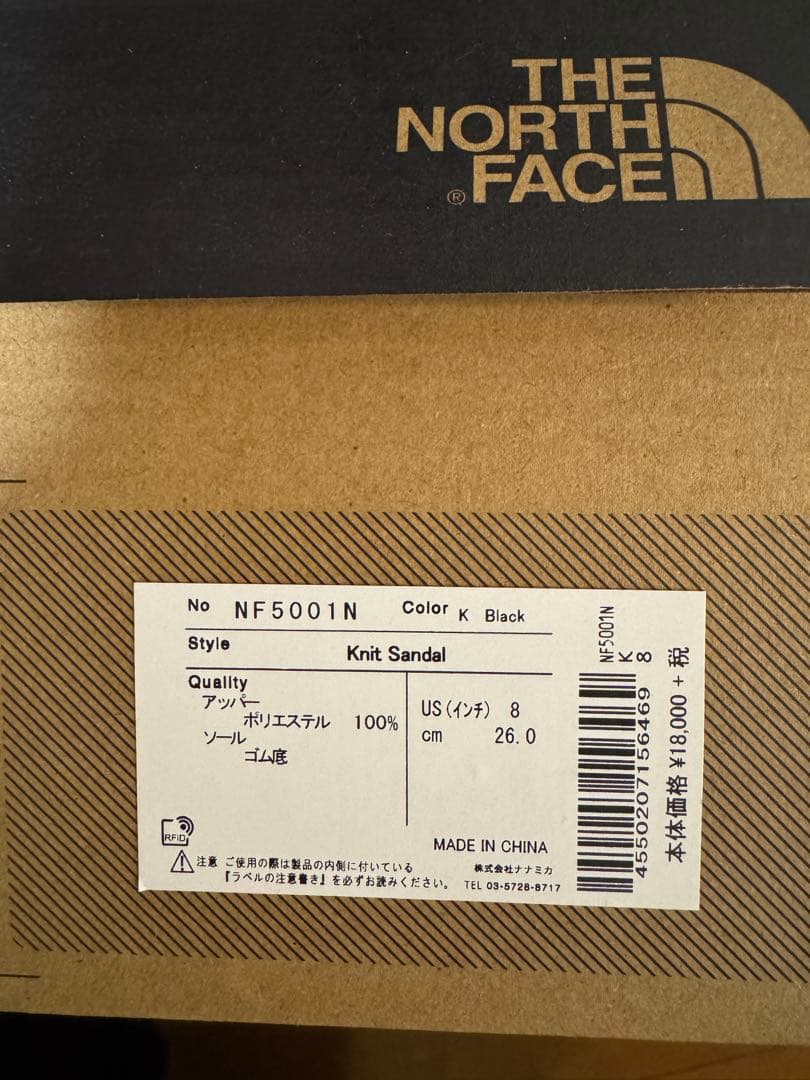 THE
NORTH
® FACE
No NF5001N Color K Black
Style Knit Sandal
Quality
アッパー
ポリエステル 100%
ソール
ゴム底
US(インチ) 8
cm 26.0
MADE IN CHINA
RFID
注意 ご使用の際は製品の内側に付いている
『ラベルの注意書き』を必ずお読みください。
株式会社ナナミカ
TEL 03-5728-8717
NF5001N
K 8
4550207156469
本体価格 ¥18,000 + 税